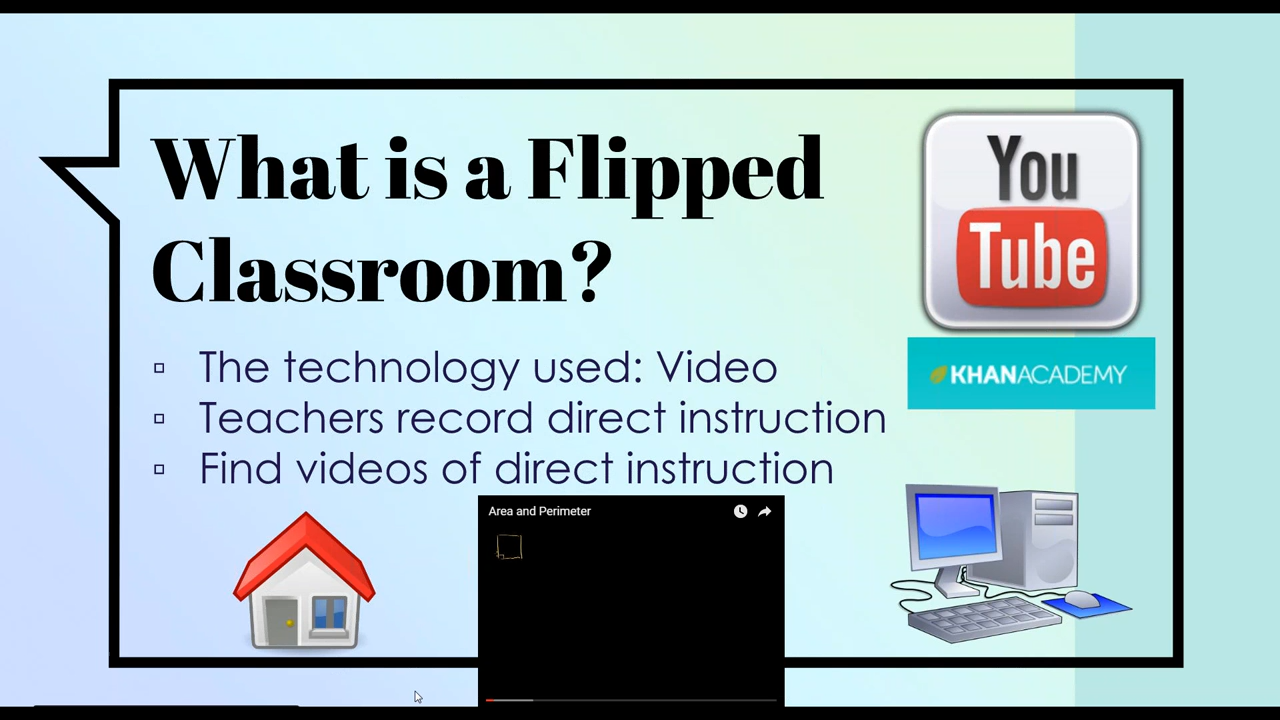 What is a Flipped
Classroom?
▫ The technology used: Video
▫ Teachers record direct instruction
▫ Find videos of direct instruction
You
Tube
KHANACADEMY
Area and Perimeter